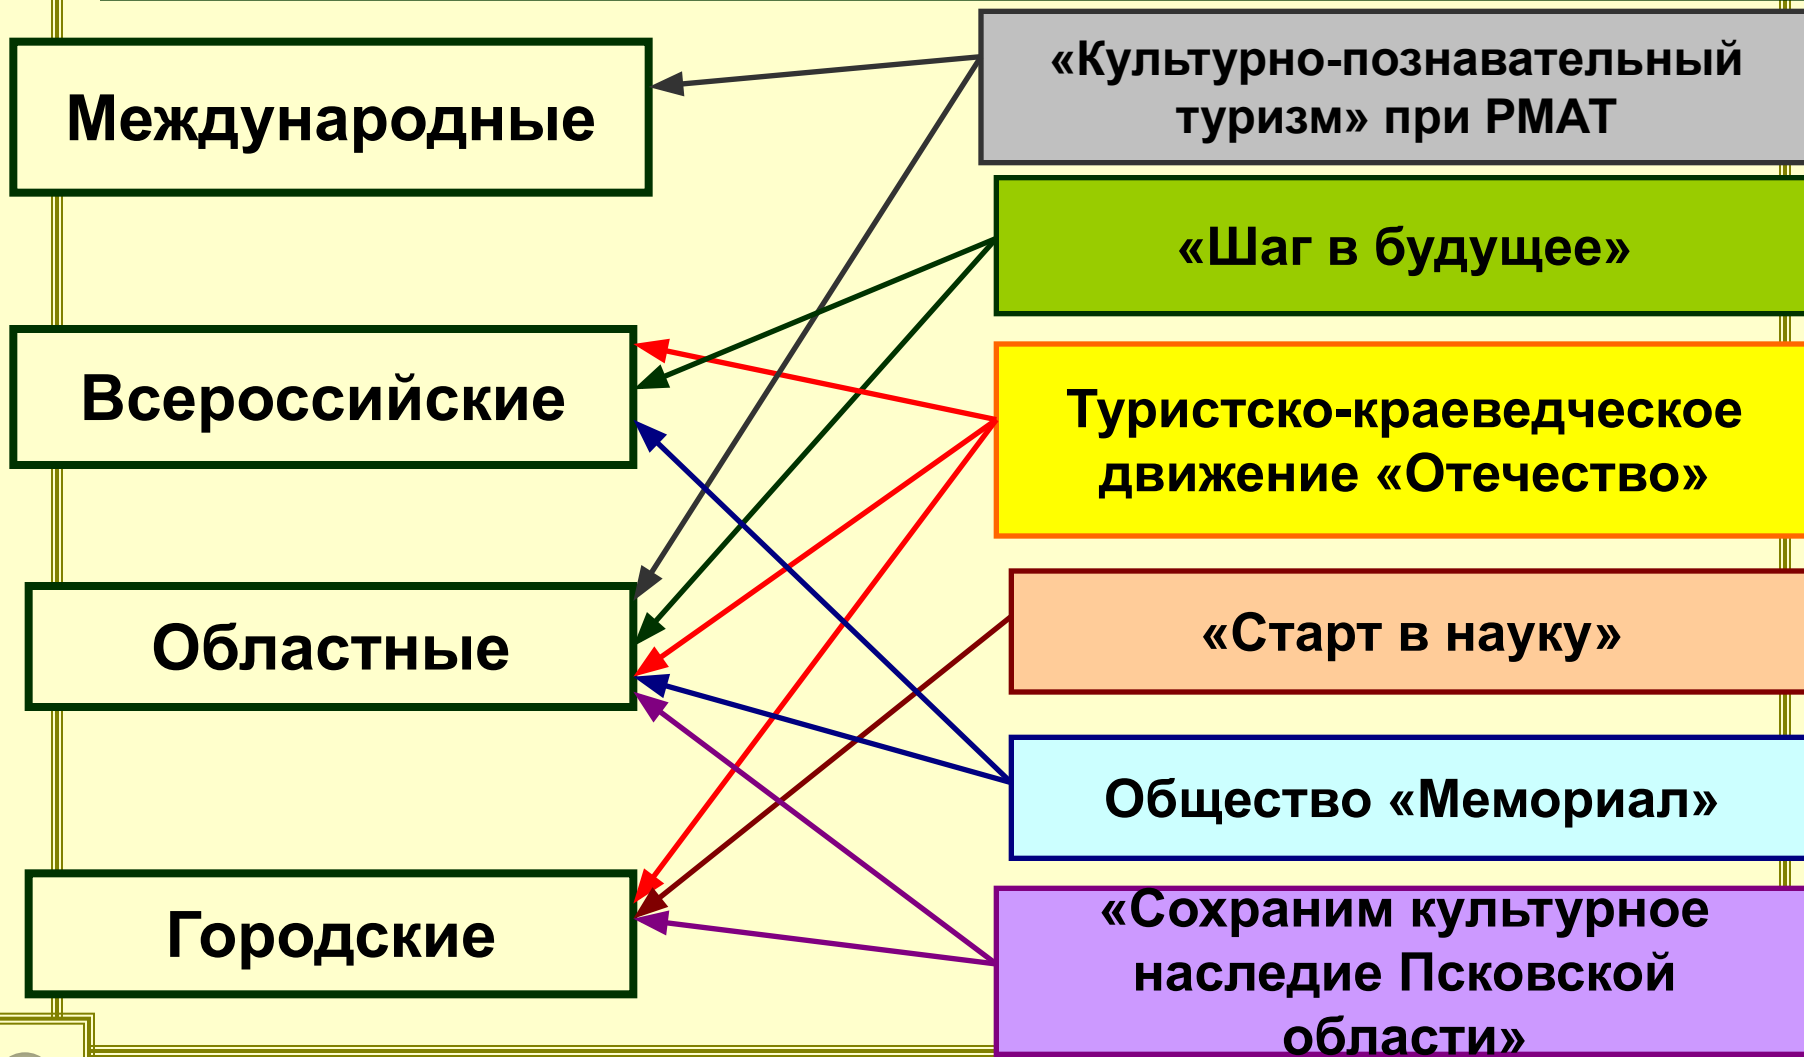 Международные
Всероссийские
Областные
Городские
«Культурно-познавательный
туризм» при РМАТ
«Шаг в будущее»
Туристско-краеведческое
движение «Отечество»
«Старт в науку»
Общество «Мемориал»
«Сохраним культурное
наследие Псковской
области»